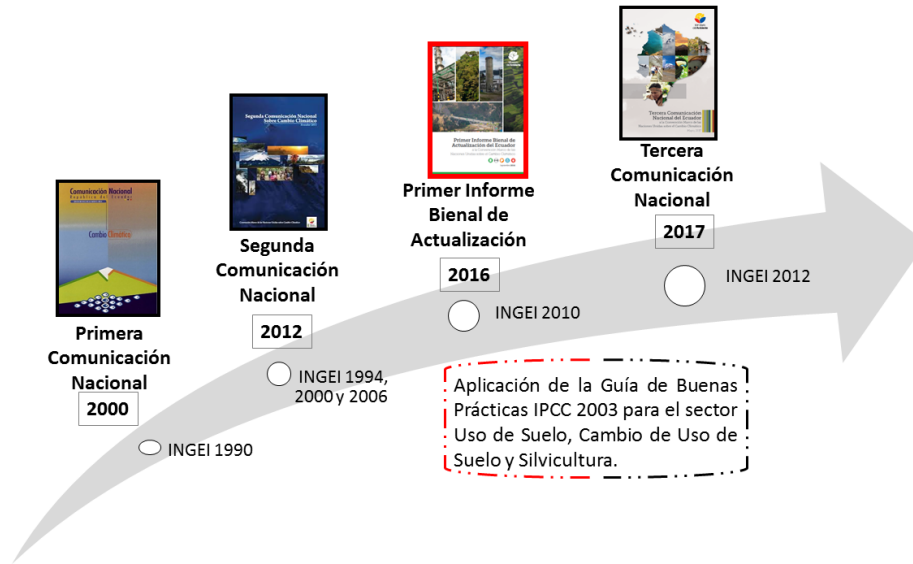 Comunicación Nacional
República del Ecuador
Cambio Climático
Primera
Comunicación
Nacional
2000
INGEI 1990
Segunda Comunicación Nacional
Sobre Cambio Climático
Segunda
Comunicación
Nacional
2012
INGEI 1994,
2000 y 2006
Primer Informe Bienal de
Actualización del Ecuador
Primer Informe
Bienal de
Actualización
2016
INGEI 2010
Tercera Comunicación
Nacional del Ecuador
Tercera
Comunicación
Nacional
2017
INGEI 2012
Aplicación de la Guía de Buenas
Prácticas IPCC 2003 para el sector
Uso de Suelo, Cambio de Uso de
Suelo y Silvicultura.